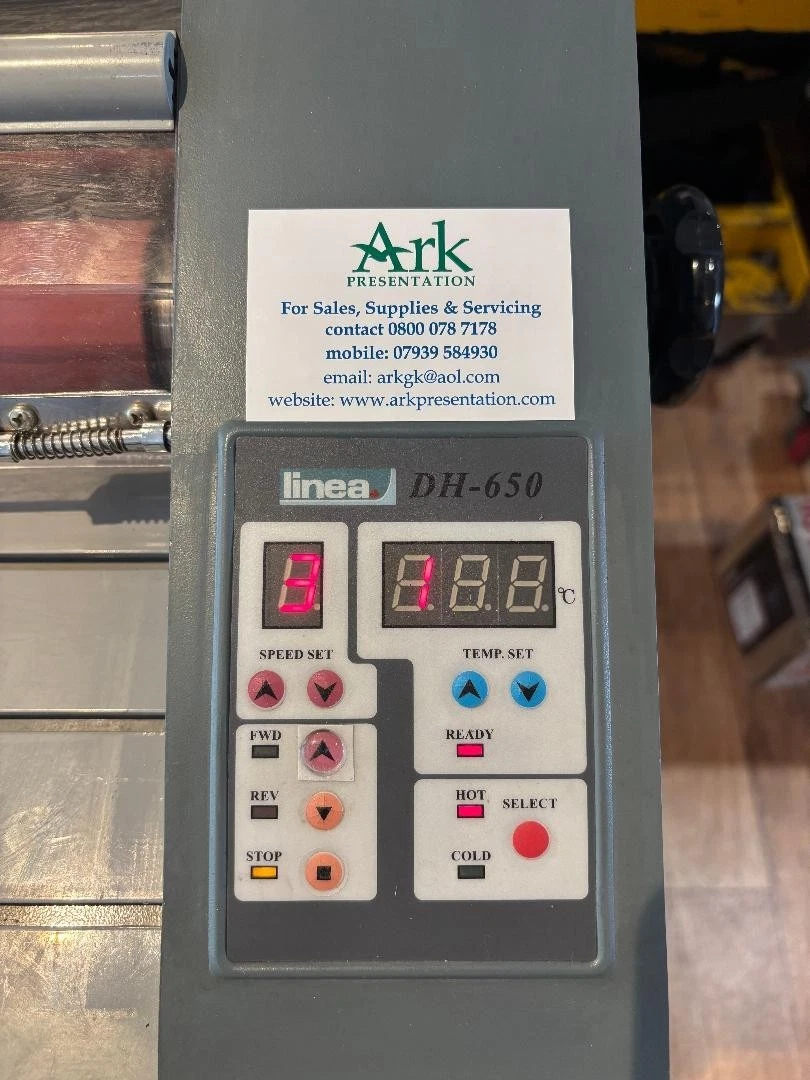 Ark
PRESENTATION
For Sales, Supplies & Servicing
contact 0800 078 7178
mobile: 07939 584930
email: arkgk@aol.com
website: www.arkpresentation.com
linea. DH-650
3 1 °C
SPEED SET TEMP. SET
FWD READY
REV HOT SELECT
STOP COLD